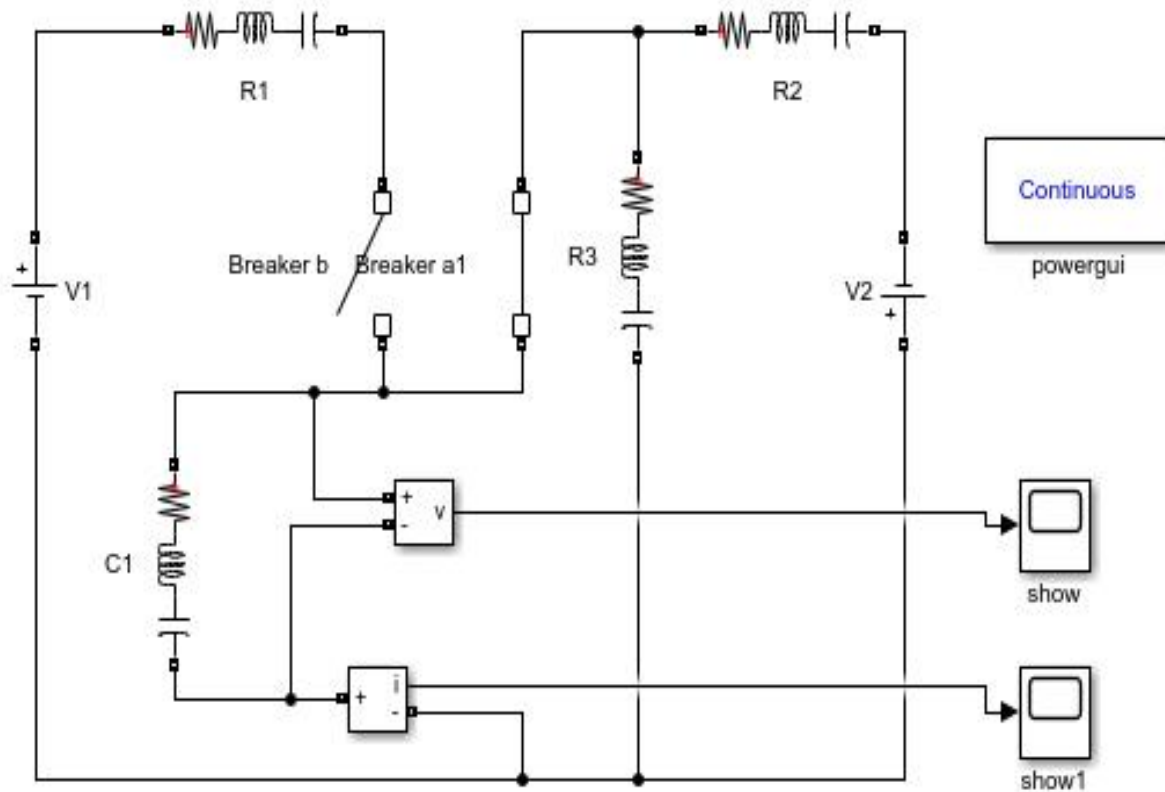 R1
R2
Continuous
powergui
R3
Breaker b
Breaker a1
+
V1
V2
+
+
-
v
C1
show
+
-
show1